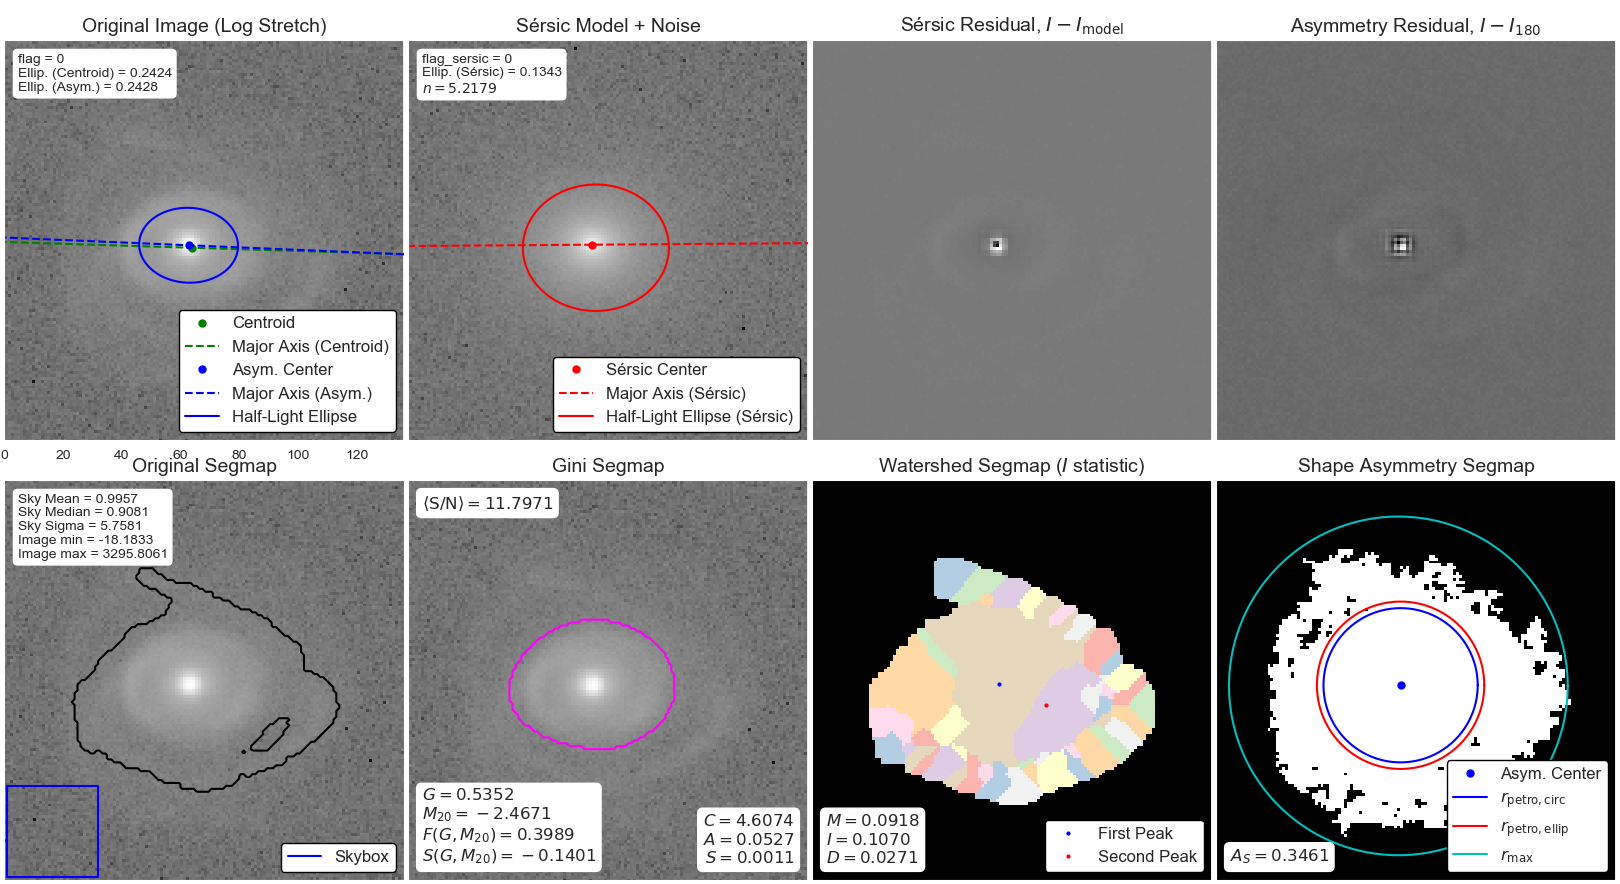 Original Image (Log Stretch)
flag = 0
Ellip. (Centroid) = 0.2424
Ellip. (Asym.) = 0.2428
Centroid
Major Axis (Centroid)
Asym. Center
Major Axis (Asym.)
Half-Light Ellipse
0 20 40 60 80 100 120
Sérsic Model + Noise
flag_sersic = 0
Ellip. (Sérsic) = 0.1343
n = 5.2179
Sérsic Center
Major Axis (Sérsic)
Half-Light Ellipse (Sérsic)
Sérsic Residual, I − I_model
Asymmetry Residual, I − I_180
Original Segmap
Sky Mean = 0.9957
Sky Median = 0.9081
Sky Sigma = 5.7581
Image min = -18.1833
Image max = 3295.8061
Skybox
Gini Segmap
⟨S/N⟩ = 11.7971
G = 0.5352
M_20 = −2.4671
F(G, M_20) = 0.3989
S(G, M_20) = −0.1401
C = 4.6074
A = 0.0527
S = 0.0011
Watershed Segmap (I statistic)
M = 0.0918
I = 0.1070
D = 0.0271
First Peak
Second Peak
Shape Asymmetry Segmap
A_S = 0.3461
Asym. Center
r_petro, circ
r_petro, ellip
r_max